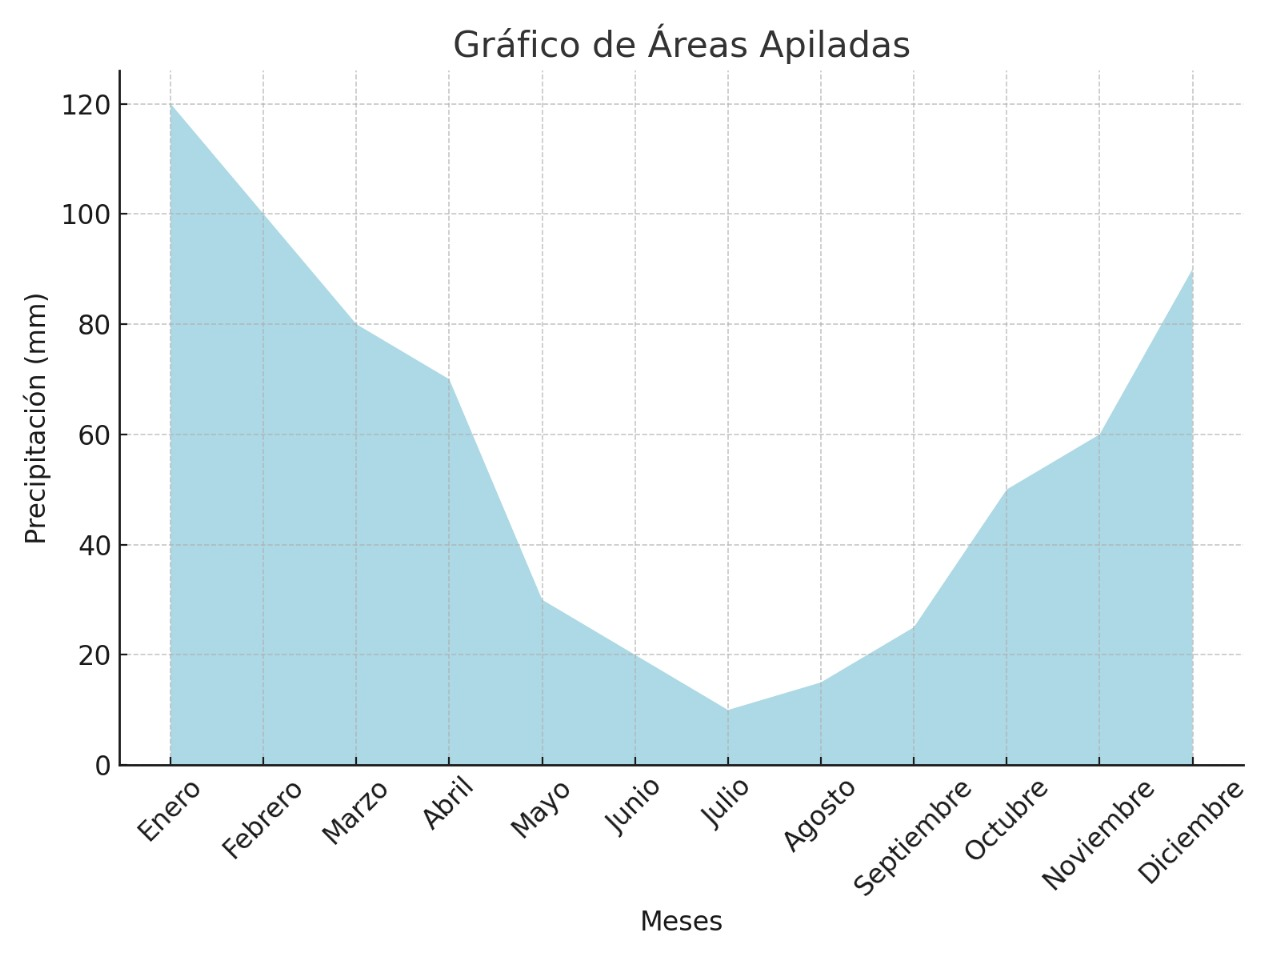 Gráfico de Áreas Apiladas
120
100
80
60
40
20
0
Precipitación (mm)
Enero
Febrero
Marzo
Abril
Mayo
Junio
Julio
Agosto
Septiembre
Octubre
Noviembre
Diciembre
Meses